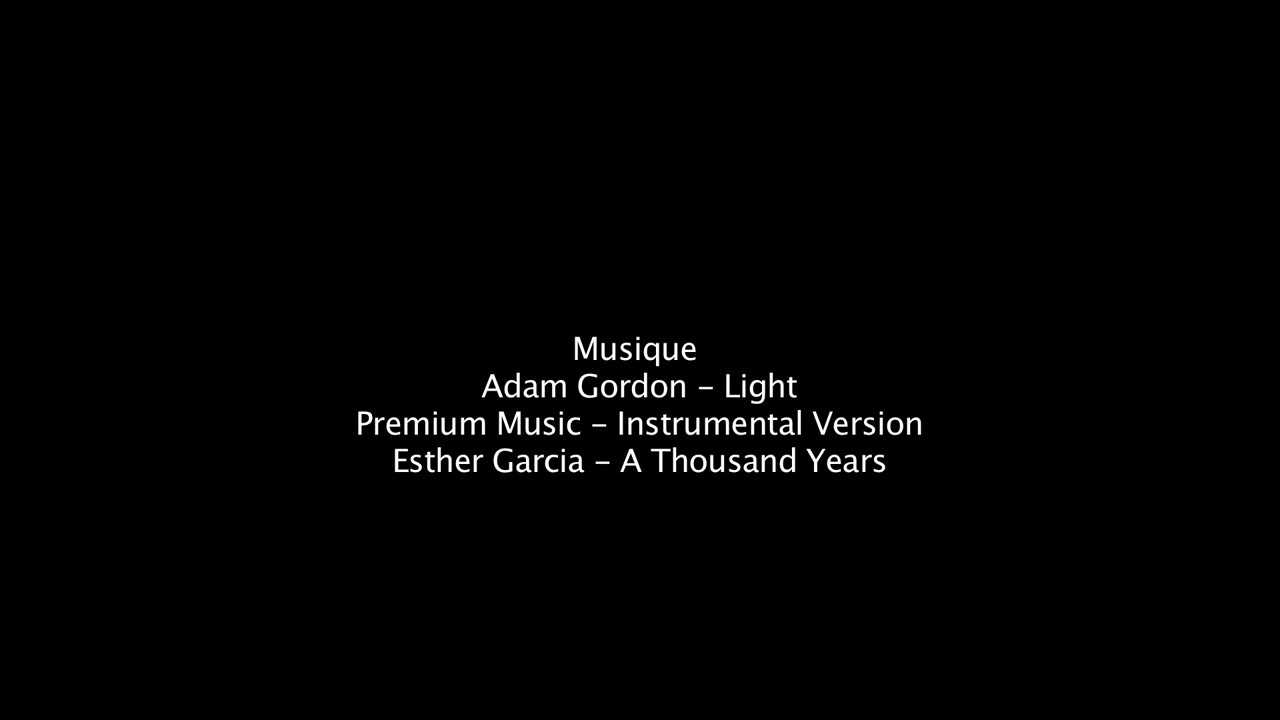 Musique
Adam Gordon – Light
Premium Music – Instrumental Version
Esther Garcia – A Thousand Years